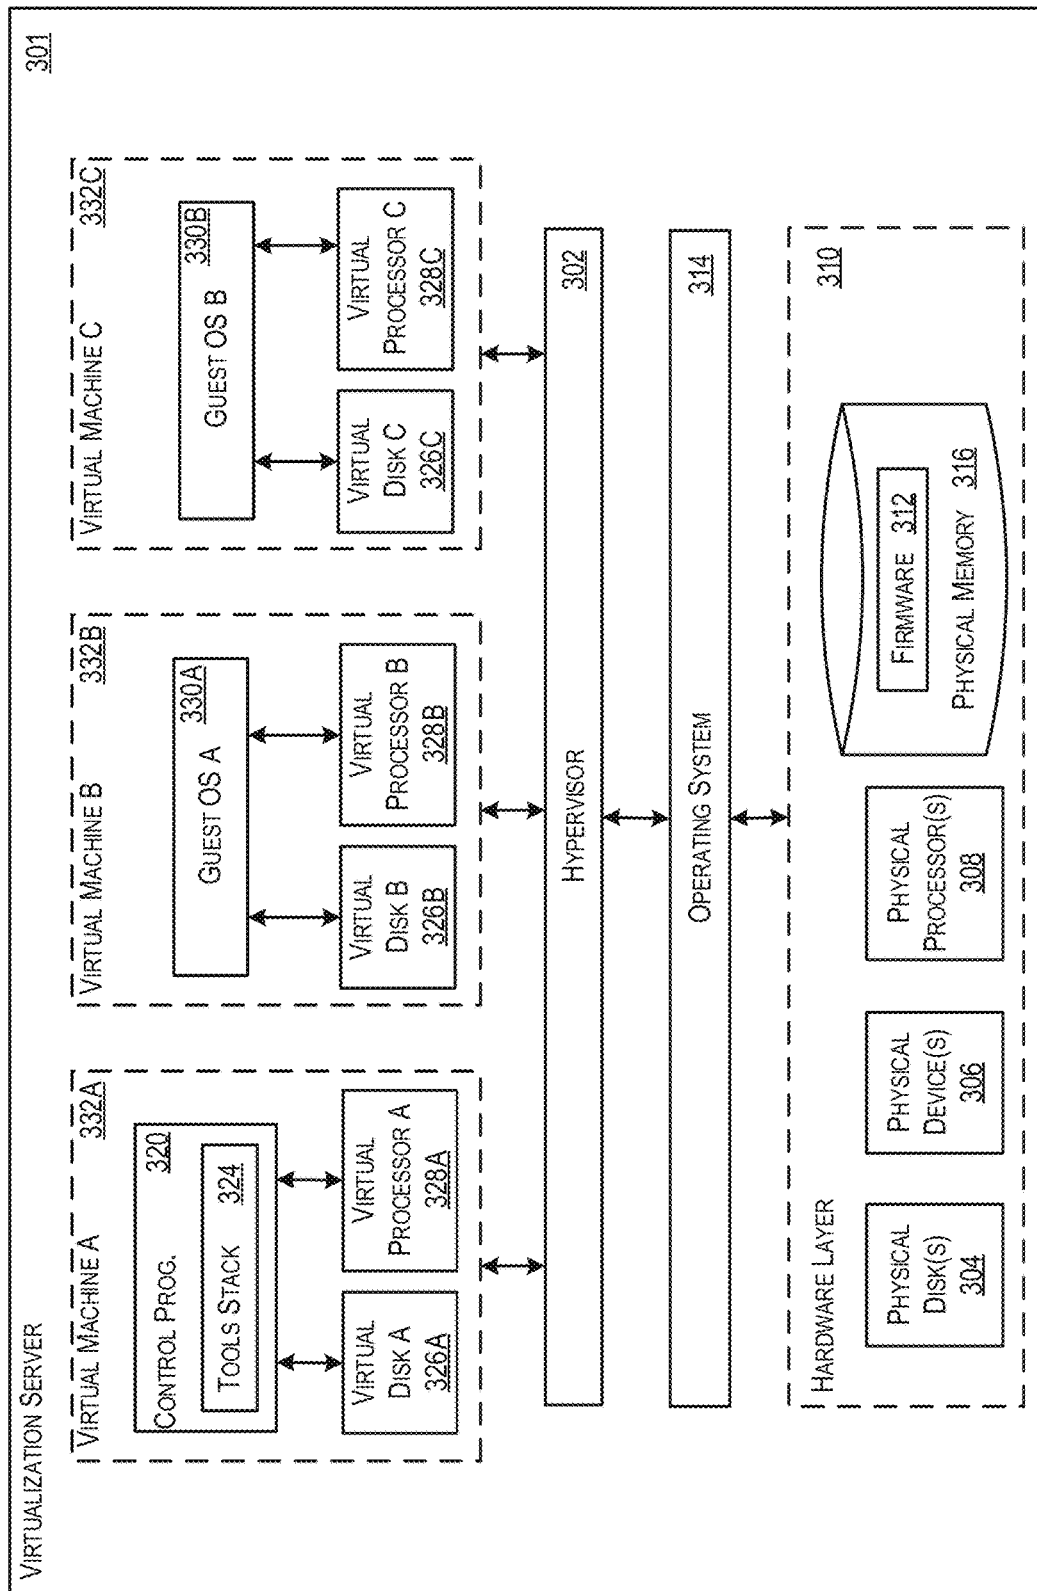 VIRTUALIZATION SERVER
301
VIRTUAL MACHINE A
332A
CONTROL PROG.
320
TOOLS STACK
324
VIRTUAL
DISK A
326A
VIRTUAL
PROCESSOR A
328A
VIRTUAL MACHINE B
332B
GUEST OS A
330A
VIRTUAL
DISK B
326B
VIRTUAL
PROCESSOR B
328B
VIRTUAL MACHINE C
332C
GUEST OS B
330B
VIRTUAL
DISK C
326C
VIRTUAL
PROCESSOR C
328C
HYPERVISOR
302
OPERATING SYSTEM
314
HARDWARE LAYER
310
PHYSICAL
DISK(S)
304
PHYSICAL
DEVICE(S)
306
PHYSICAL
PROCESSOR(S)
308
FIRMWARE 312
PHYSICAL MEMORY 316